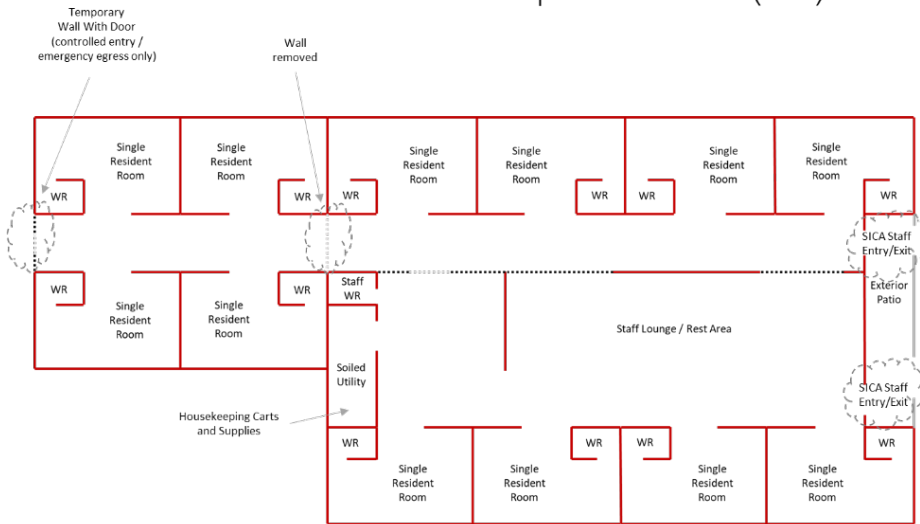 Temporary
Wall With Door
(controlled entry /
emergency egress only)
Wall
removed
Single
Resident
Room
Single
Resident
Room
Single
Resident
Room
Single
Resident
Room
Single
Resident
Room
Single
Resident
Room
WR
WR
WR
WR
WR
WR
SICA Staff
Entry/Exit
WR
WR
Staff
WR
Exterior
Patio
Single
Resident
Room
Single
Resident
Room
Staff Lounge / Rest Area
Soiled
Utility
SICA Staff
Entry/Exit
Housekeeping Carts
and Supplies
WR
WR
WR
WR
Single
Resident
Room
Single
Resident
Room
Single
Resident
Room
Single
Resident
Room